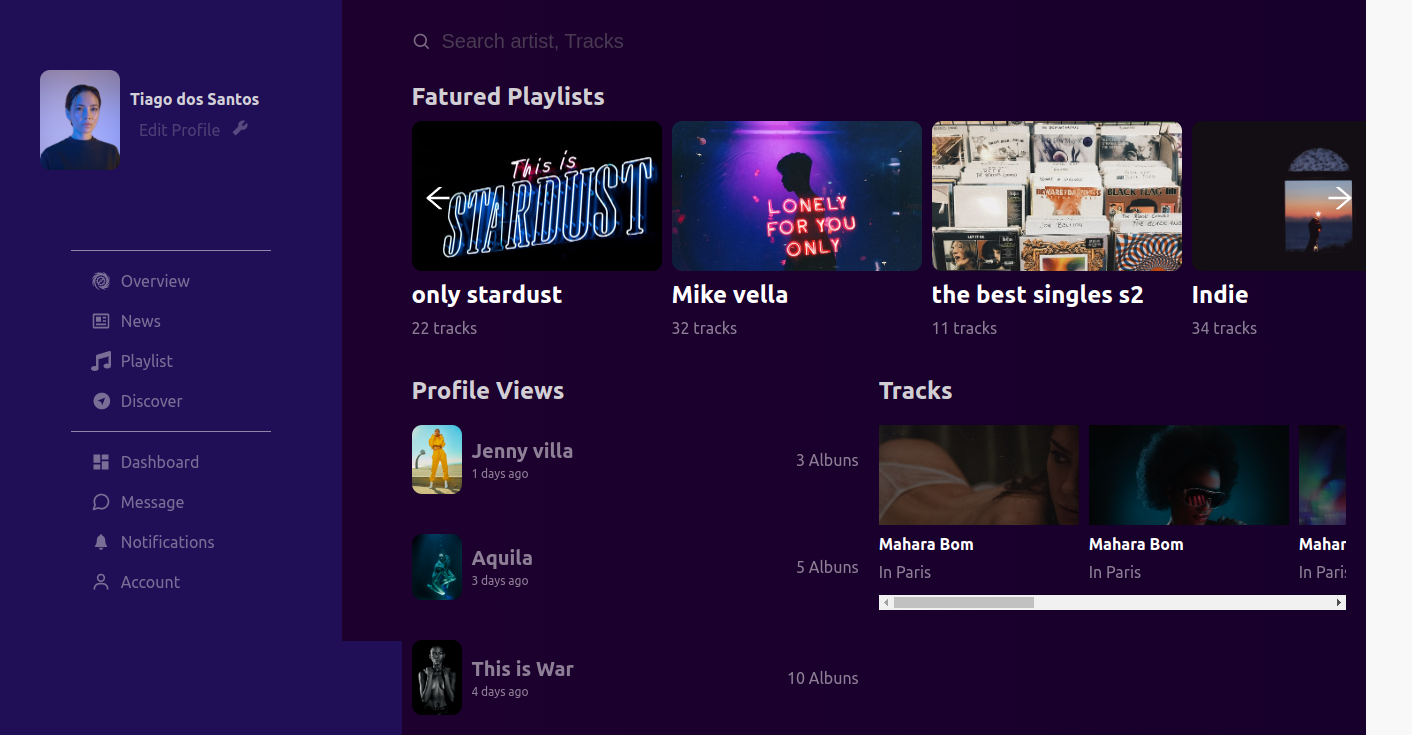 Search artist, Tracks
Tiago dos Santos
Edit Profile
Overview
News
Playlist
Discover
Dashboard
Message
Notifications
Account
Fatured Playlists
This is
STARDUST
LONELY
FOR YOU
ONLY
BLACK FLAG
only stardust
22 tracks
Mike vella
32 tracks
the best singles s2
11 tracks
Indie
34 tracks
Profile Views
Jenny villa
1 days ago
3 Albuns
Aquila
3 days ago
5 Albuns
This is War
4 days ago
10 Albuns
Tracks
Mahara Bom
In Paris
Mahara Bom
In Paris
Mahar
In Paris